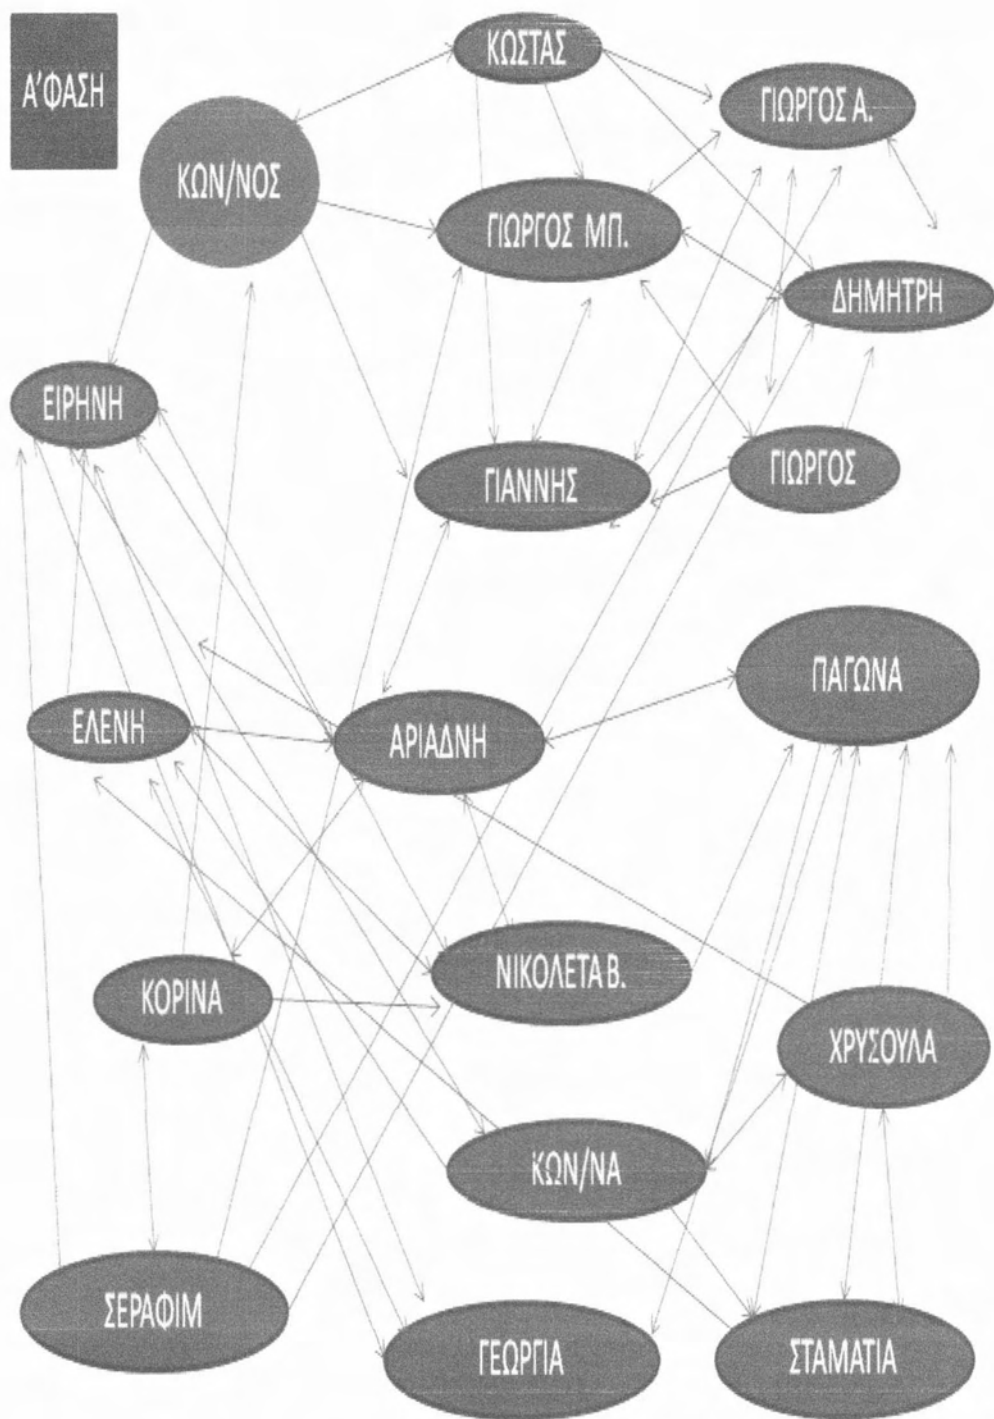 Α'ΦΑΣΗ
ΚΩΣΤΑΣ
ΓΙΩΡΓΟΣ Α.
ΚΩΝ/ΝΟΣ
ΓΙΩΡΓΟΣ ΜΠ.
ΔΗΜΗΤΡΗ
ΕΙΡΗΝΗ
ΓΙΑΝΝΗΣ
ΓΙΩΡΓΟΣ
ΠΑΓΩΝΑ
ΕΛΕΝΗ
ΑΡΙΑΔΝΗ
ΝΙΚΟΛΕΤΑ Β.
ΚΟΡΙΝΑ
ΧΡΥΣΟΥΛΑ
ΚΩΝ/ΝΑ
ΣΕΡΑΦΙΜ
ΓΕΩΡΓΙΑ
ΣΤΑΜΑΤΙΑ